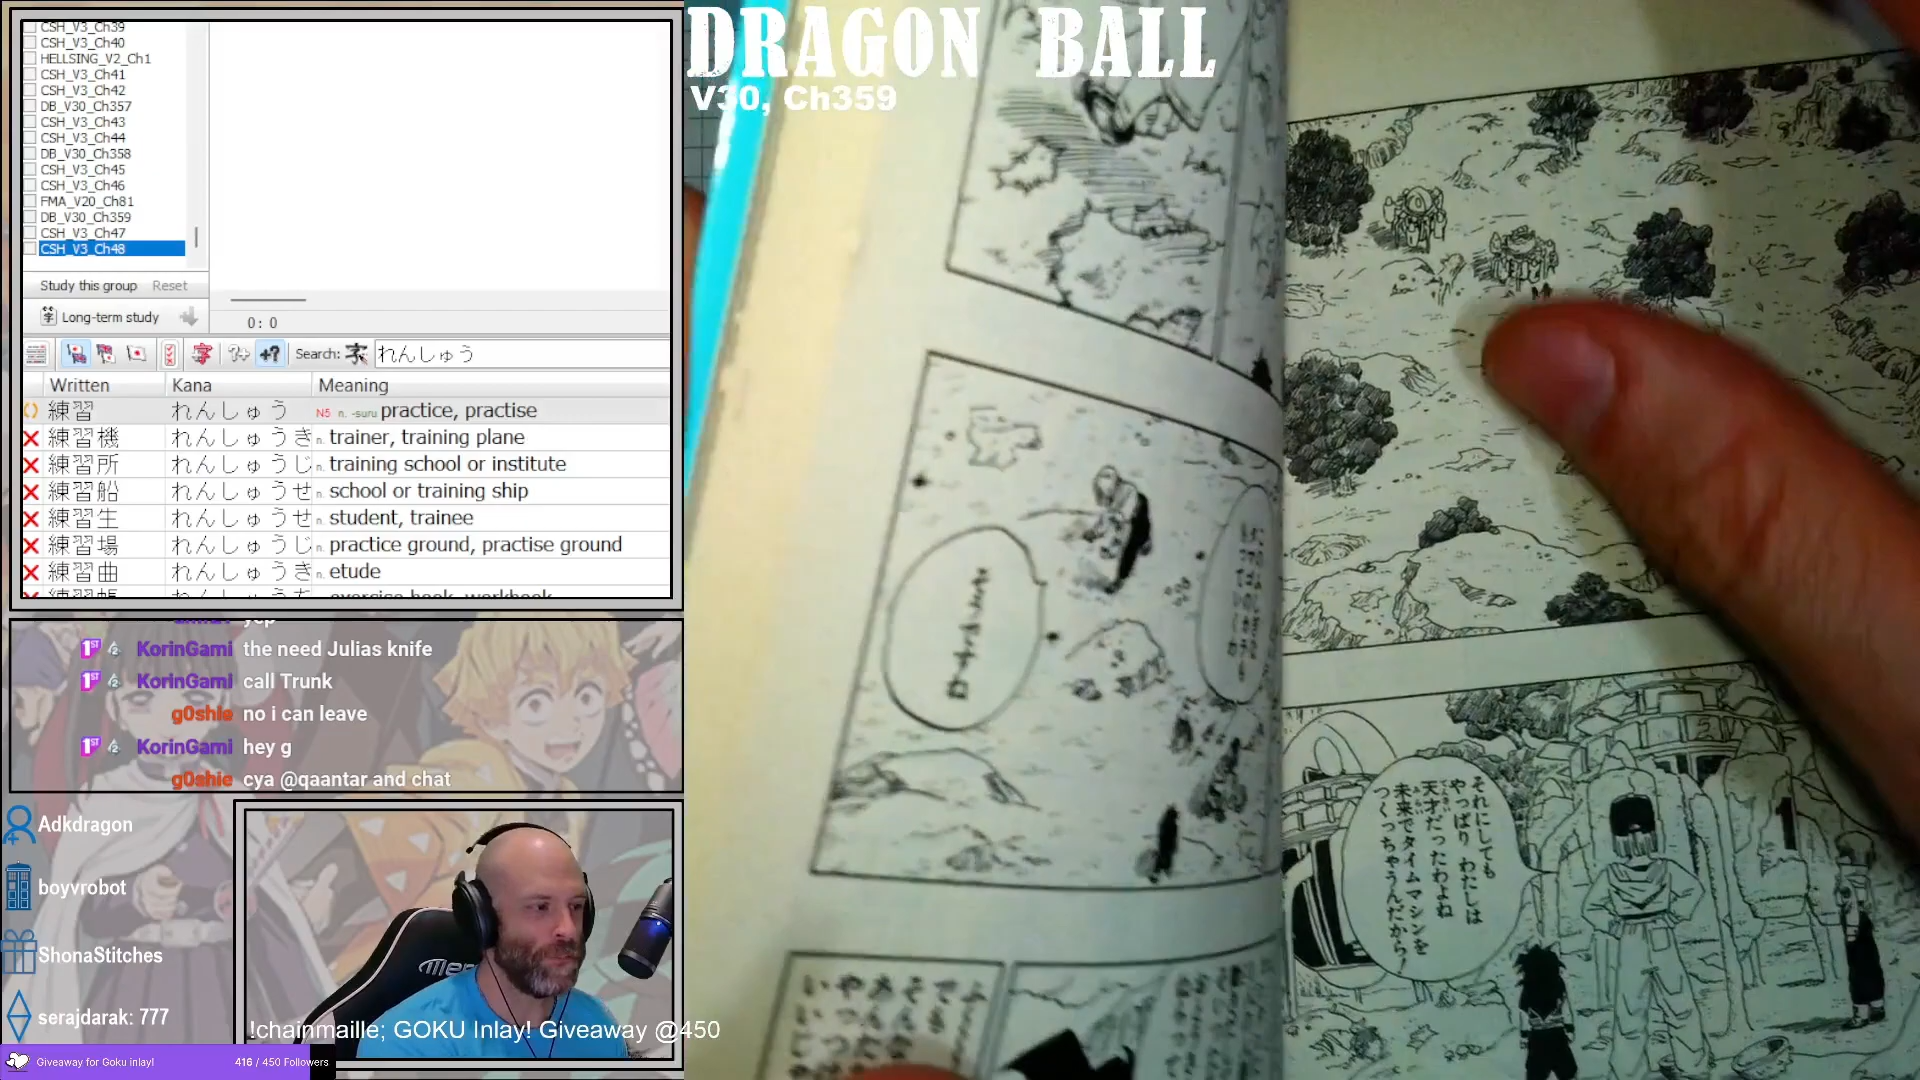 CSH_V3_Ch39
CSH_V3_Ch40
HELLSING_V2_Ch1
CSH_V3_Ch41
CSH_V3_Ch42
DB_V30_Ch357
CSH_V3_Ch43
CSH_V3_Ch44
DB_V30_Ch358
CSH_V3_Ch45
CSH_V3_Ch46
FMA_V20_Ch81
DB_V30_Ch359
CSH_V3_Ch47
CSH_V3_Ch48
Study this group Reset
Long-term study
0: 0
Search: れんしゅう
Written Kana Meaning
練習 れんしゅう N5 n. -suru practice, practise
練習機 れんしゅうき n. trainer, training plane
練習所 れんしゅうじ n. training school or institute
練習船 れんしゅうせ n. school or training ship
練習生 れんしゅうせ n. student, trainee
練習場 れんしゅうじ n. practice ground, practise ground
練習曲 れんしゅうき n. etude
yep
KorinGami the need Julias knife
KorinGami call Trunk
g0shie no i can leave
KorinGami hey g
g0shie cya @qaantar and chat
Adkdragon
boyvrobot
ShonaStitches
serajdarak: 777
!chainmaille; GOKU Inlay! Giveaway @450
Giveaway for Goku inlay! 416 / 450 Followers
DRAGON BALL
V30, Ch359
それにしても
やっぱり わたしは
天才だったわよね
未来でタイムマシンを
つくっちゃうんだから?